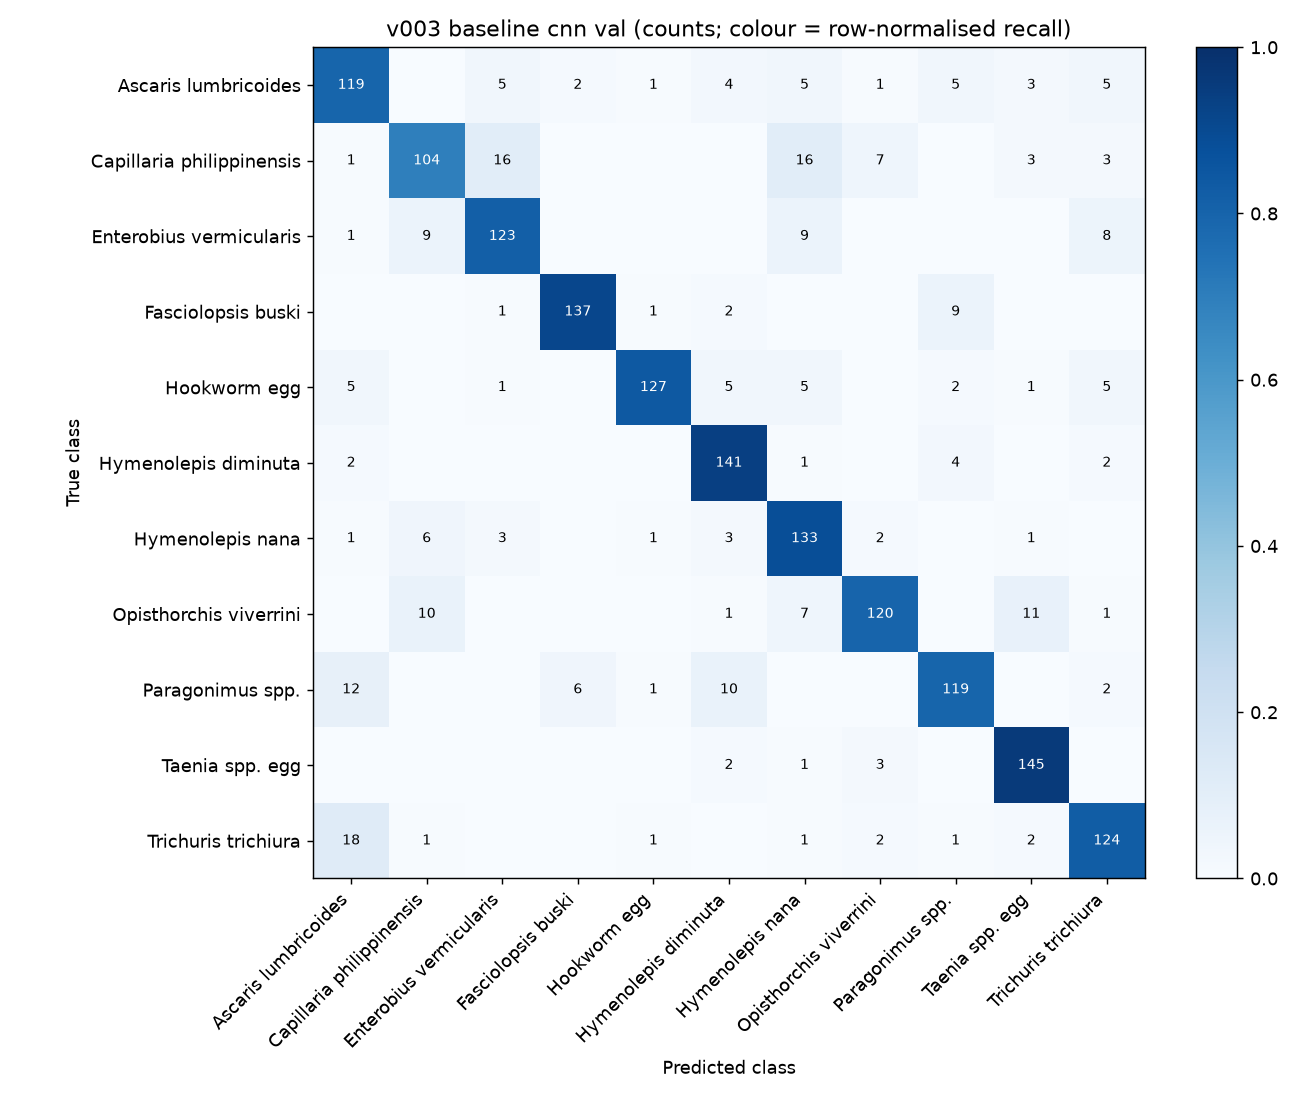 v003 baseline cnn val (counts; colour = row-normalised recall)
Ascaris lumbricoides 119 5 2 1 4 5 1 5 3 5
Capillaria philippinensis 1 104 16 16 7 3 3
Enterobius vermicularis 1 9 123 9 8
Fasciolopsis buski 1 137 1 2 9
Hookworm egg 5 1 127 5 5 2 1 5
Hymenolepis diminuta 2 141 1 4 2
Hymenolepis nana 1 6 3 1 3 133 2 1
Opisthorchis viverrini 10 1 7 120 11 1
Paragonimus spp. 12 6 1 10 119 2
Taenia spp. egg 2 1 3 145
Trichuris trichiura 18 1 1 1 2 1 2 124
True class
Ascaris lumbricoides
Capillaria philippinensis
Enterobius vermicularis
Fasciolopsis buski
Hookworm egg
Hymenolepis diminuta
Hymenolepis nana
Opisthorchis viverrini
Paragonimus spp.
Taenia spp. egg
Trichuris trichiura
Predicted class
1.0
0.8
0.6
0.4
0.2
0.0